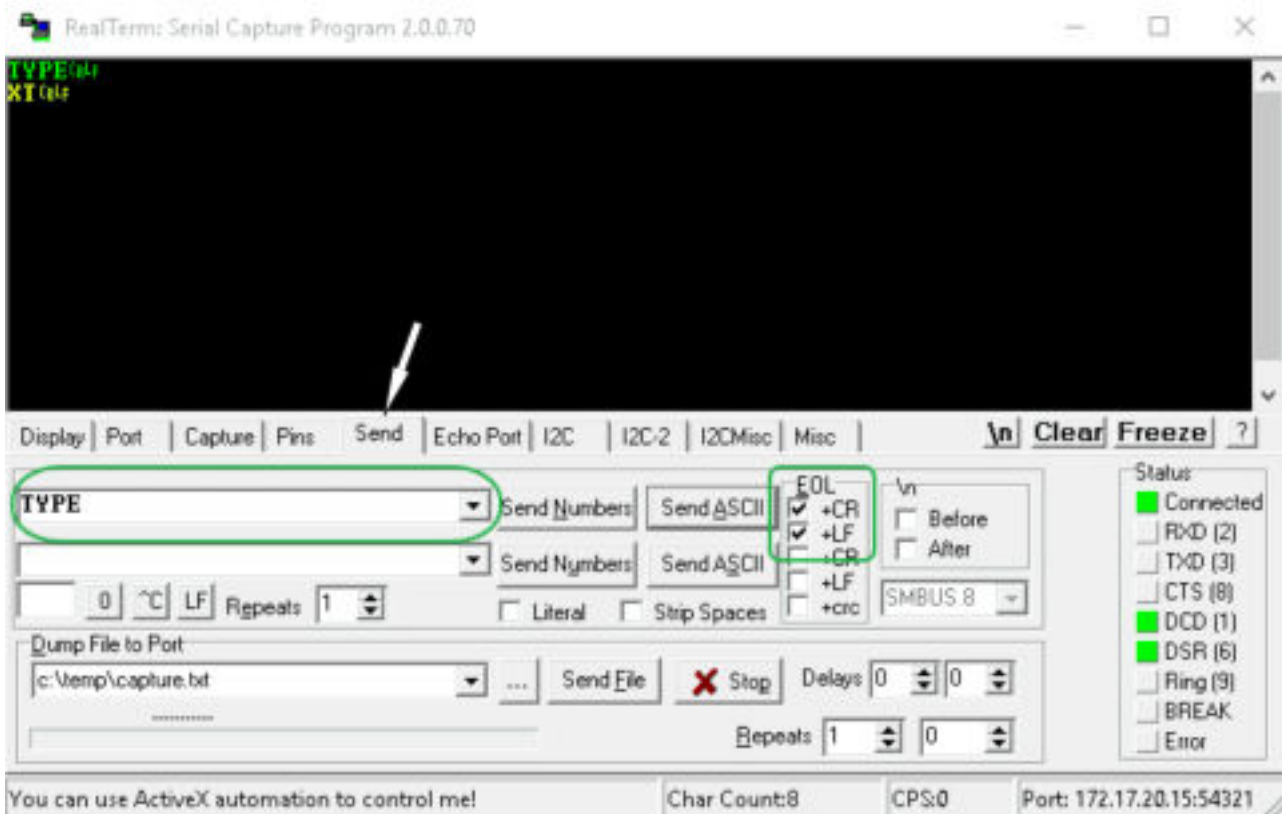 RealTerm: Serial Capture Program 2.0.0.70
TYPE
XT
Display Port Capture Pins Send Echo Port I2C I2C-2 I2CMisc Misc \n Clear Freeze ?
TYPE
Send Numbers Send ASCII
EOL
+CR
+LF
+CR
+LF
+crc
\n
Before
After
SMBUS 8
Send Numbers Send ASCII
0 ^C LF Repeats 1
Literal Strip Spaces
Dump File to Port
c:\temp\capture.txt
... Send File Stop Delays 0 0
Repeats 1 0
Status
Connected
RXD (2)
TXD (3)
CTS (8)
DCD (1)
DSR (6)
Ring (9)
BREAK
Error
You can use ActiveX automation to control me! Char Count:8 CPS:0 Port: 172.17.20.15:54321